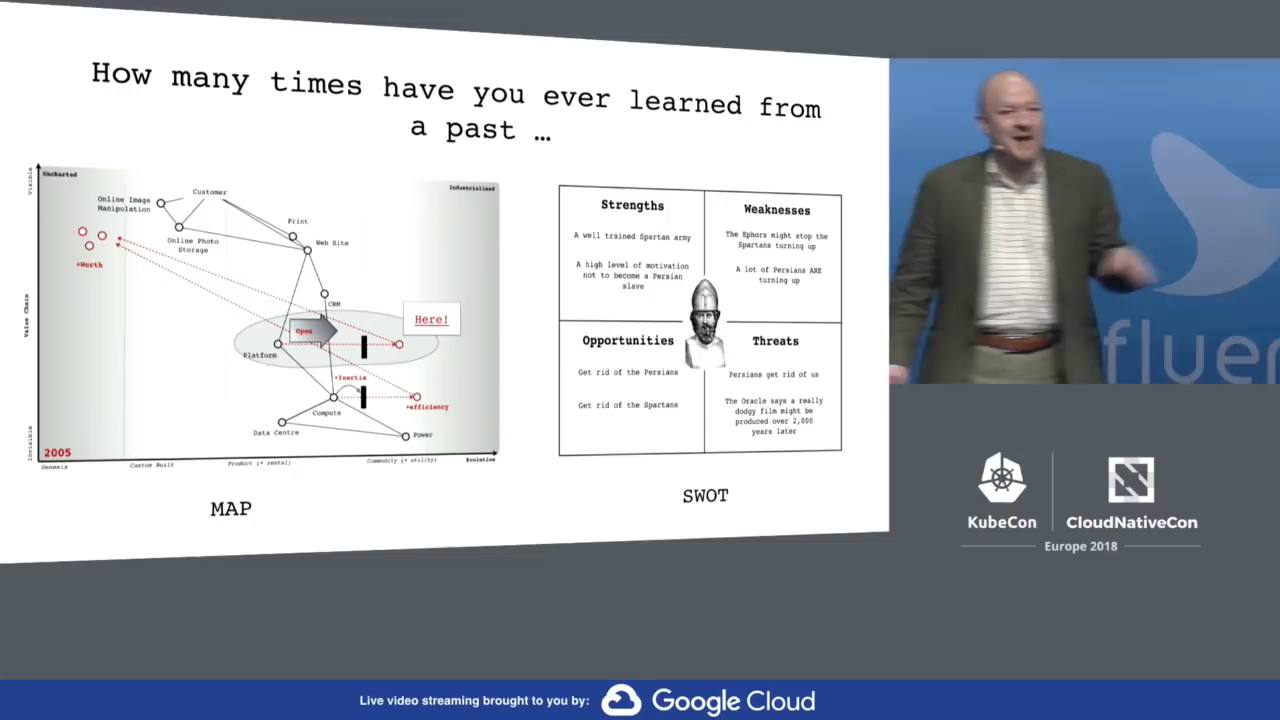 How many times have you ever learned from
a past …
Uncharted
Industrialized
Visible
Value Chain
Invisible
Customer
Online Image
Manipulation
Online Photo
Storage
Print
Web Site
+Worth
CRM
Open
Here!
Platform
+Inertia
Compute
+efficiency
Data Centre
Power
2005
Genesis
Custom Built
Product (+ rental)
Commodity (+ utility)
Evolution
MAP
Strengths
A well trained Spartan army
A high level of motivation
not to become a Persian
slave
Weaknesses
The Ephors might stop the
Spartans turning up
A lot of Persians ARE
turning up
Opportunities
Get rid of the Persians
Get rid of the Spartans
Threats
Persians get rid of us
The Oracle says a really
dodgy film might be
produced over 2,000
years later
SWOT
fluen
KubeCon
CloudNativeCon
Europe 2018
Live video streaming brought to you by:
Google Cloud